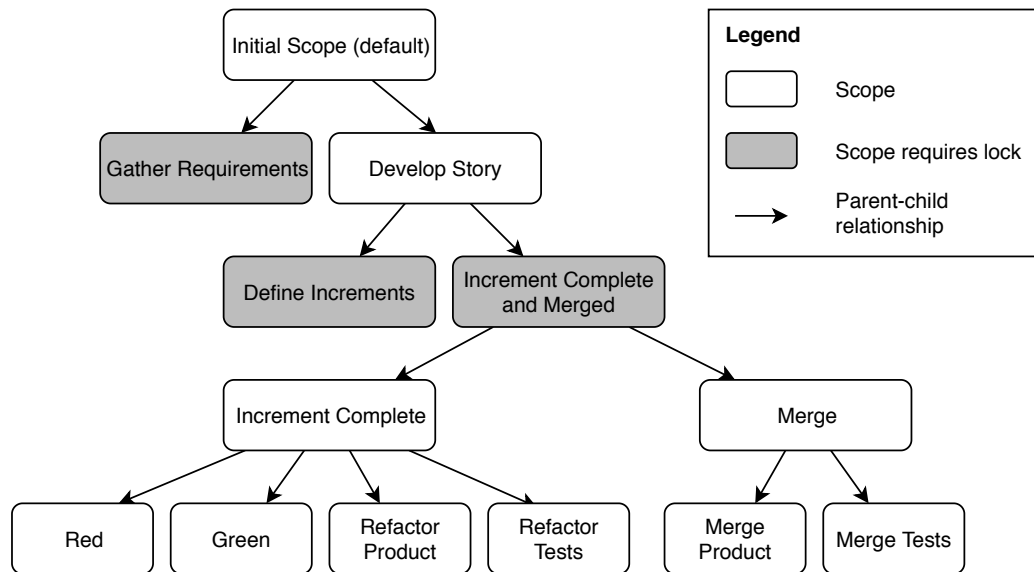 Initial Scope (default)
Legend
Scope
Gather Requirements
Develop Story
Scope requires lock
Parent-child
relationship
Define Increments
Increment Complete
and Merged
Increment Complete
Merge
Red
Green
Refactor
Product
Refactor
Tests
Merge
Product
Merge Tests